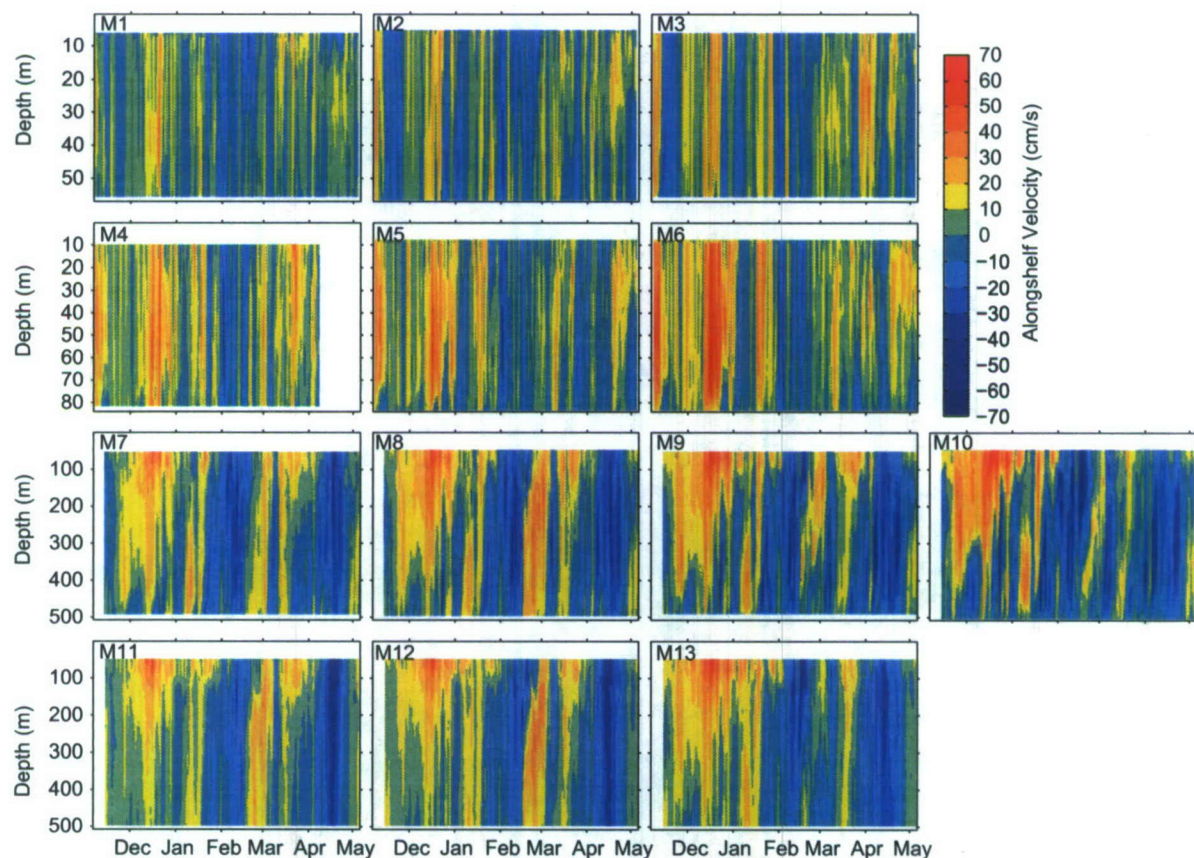 M1
M2
M3
10
20
30
40
50
Depth (m)
70
60
50
40
30
20
10
0
−10
−20
−30
−40
−50
−60
−70
Alongshelf Velocity (cm/s)
M4
M5
M6
10
20
30
40
50
60
70
80
Depth (m)
M7
M8
M9
M10
100
200
300
400
500
Depth (m)
M11
M12
M13
100
200
300
400
500
Depth (m)
Dec Jan Feb Mar Apr May
Dec Jan Feb Mar Apr May
Dec Jan Feb Mar Apr May